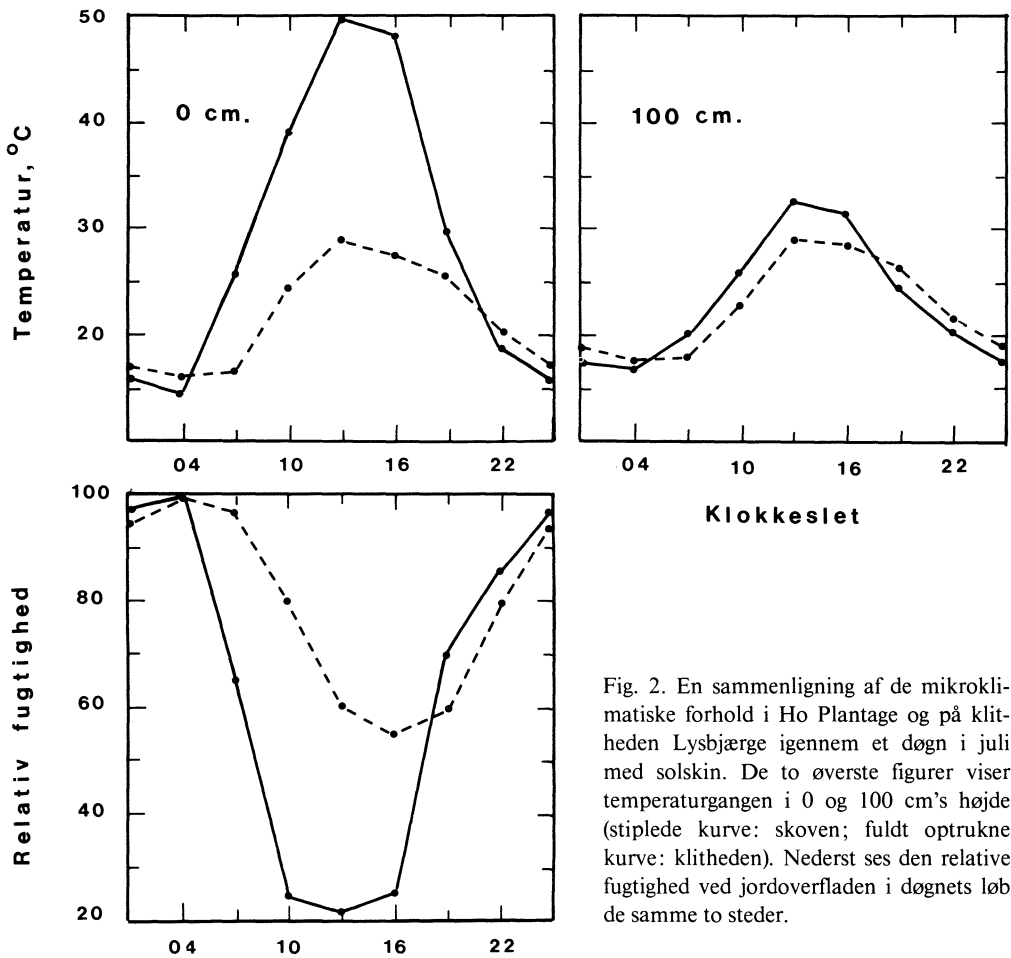 50
40
30
20
Temperatur, °C
0 cm.
04
10
16
22
100 cm.
04
10
16
22
Klokkeslet
100
80
60
40
20
Relativ fugtighed
04
10
16
22
Fig. 2. En sammenligning af de mikrokli-
matiske forhold i Ho Plantage og på klit-
heden Lysbjærge igennem et døgn i juli
med solskin. De to øverste figurer viser
temperaturgangen i 0 og 100 cm's højde
(stiplede kurve: skoven; fuldt optrukne
kurve: klitheden). Nederst ses den relative
fugtighed ved jordoverfladen i døgnets løb
de samme to steder.